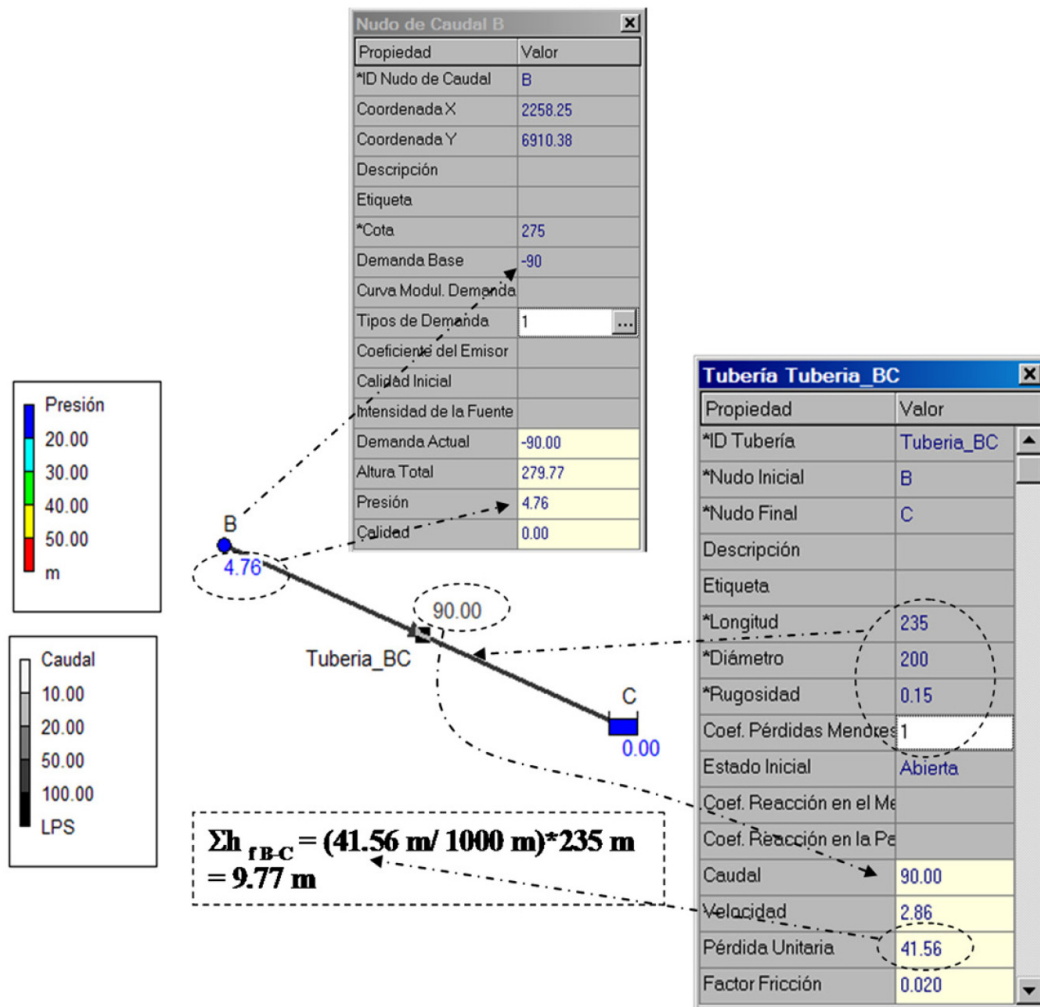 Nudo de Caudal B
Propiedad Valor
*ID Nudo de Caudal B
Coordenada X 2258.25
Coordenada Y 6910.38
Descripción
Etiqueta
*Cota 275
Demanda Base -90
Curva Modul. Demanda
Tipos de Demanda 1 ...
Coeficiente del Emisor
Calidad Inicial
Intensidad de la Fuente
Demanda Actual -90.00
Altura Total 279.77
Presión 4.76
Calidad 0.00
Presión
20.00
30.00
40.00
50.00
m
Caudal
10.00
20.00
50.00
100.00
LPS
B
4.76
90.00
Tuberia_BC
C
0.00
Σh f B-C = (41.56 m/ 1000 m)*235 m
= 9.77 m
Tubería Tuberia_BC
Propiedad Valor
*ID Tubería Tuberia_BC
*Nudo Inicial B
*Nudo Final C
Descripción
Etiqueta
*Longitud 235
*Diámetro 200
*Rugosidad 0.15
Coef. Pérdidas Menores 1
Estado Inicial Abierta
Coef. Reacción en el Me
Coef. Reacción en la Pa
Caudal 90.00
Velocidad 2.86
Pérdida Unitaria 41.56
Factor Fricción 0.020